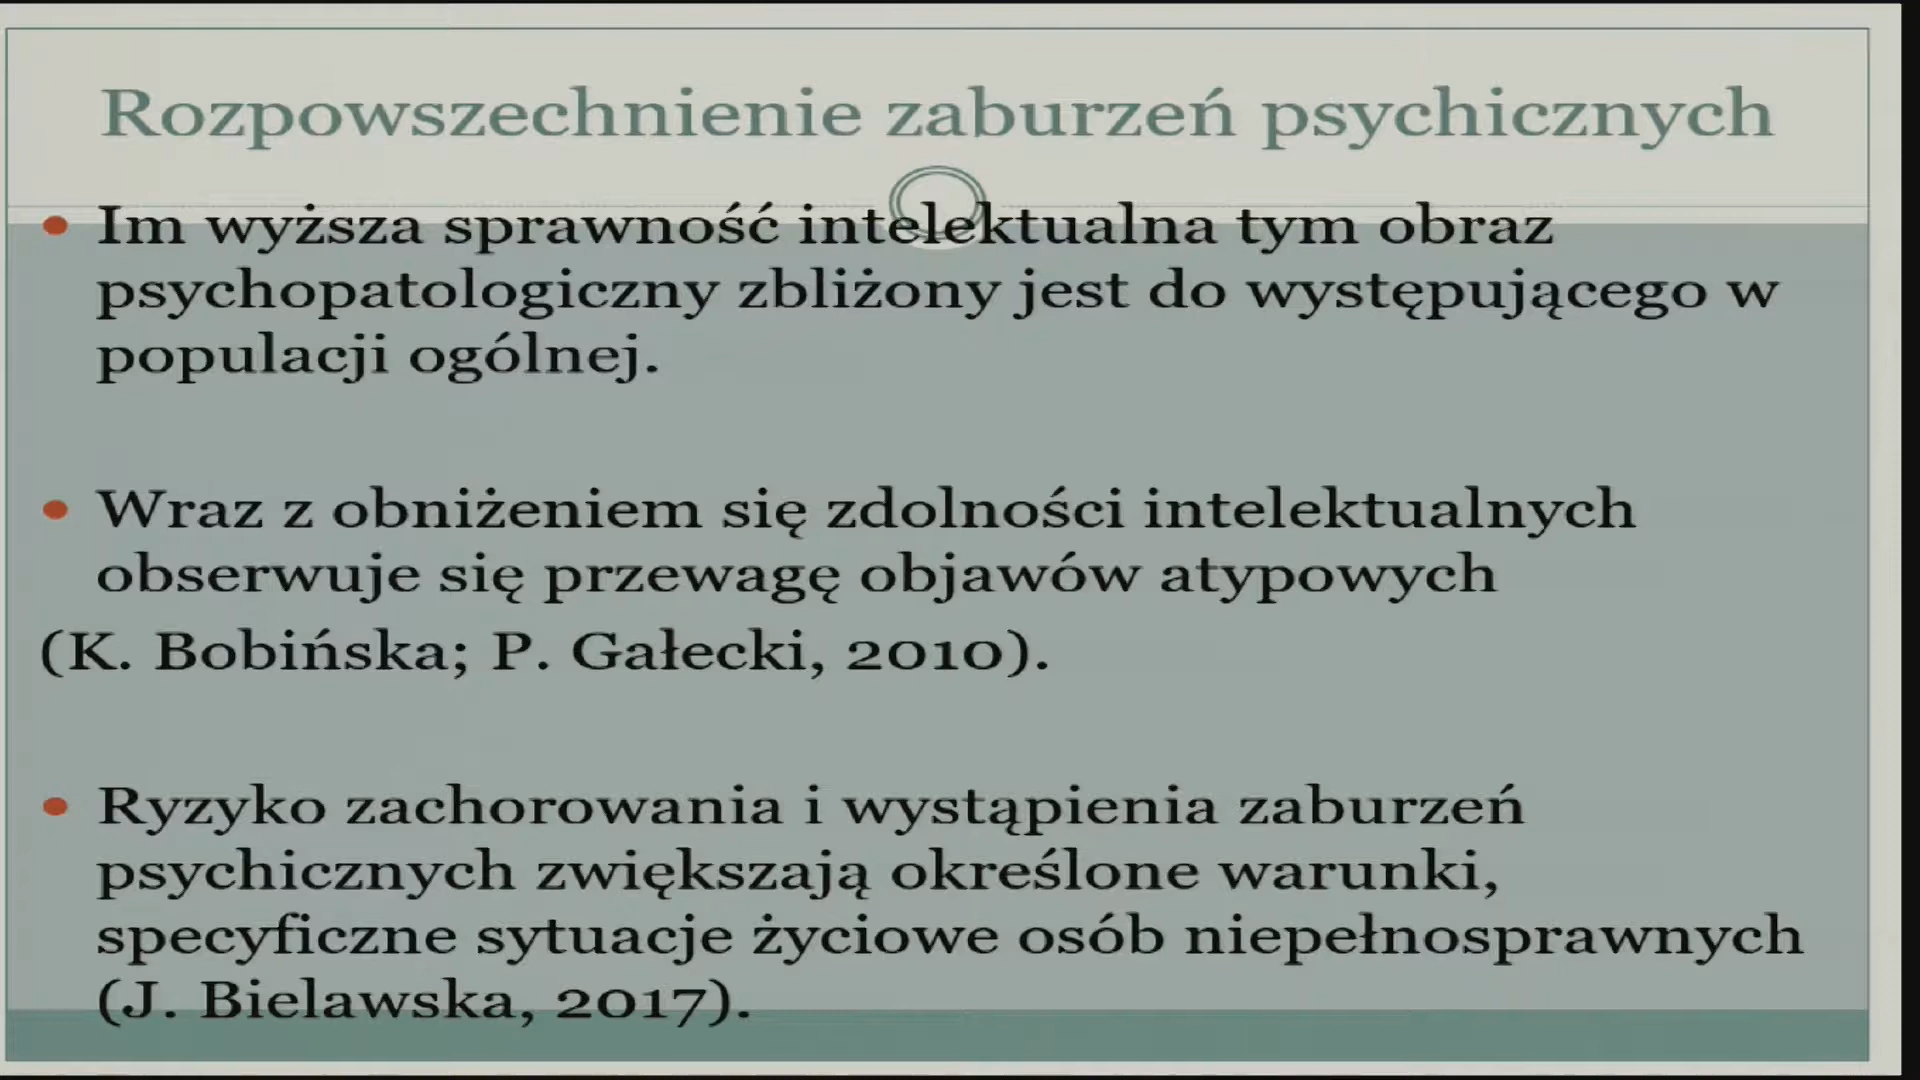 Rozpowszechnienie zaburzeń psychicznych
• Im wyższa sprawność intelektualna tym obraz
psychopatologiczny zbliżony jest do występującego w
populacji ogólnej.
• Wraz z obniżeniem się zdolności intelektualnych
obserwuje się przewagę objawów atypowych
(K. Bobińska; P. Gałecki, 2010).
• Ryzyko zachorowania i wystąpienia zaburzeń
psychicznych zwiększają określone warunki,
specyficzne sytuacje życiowe osób niepełnosprawnych
(J. Bielawska, 2017).